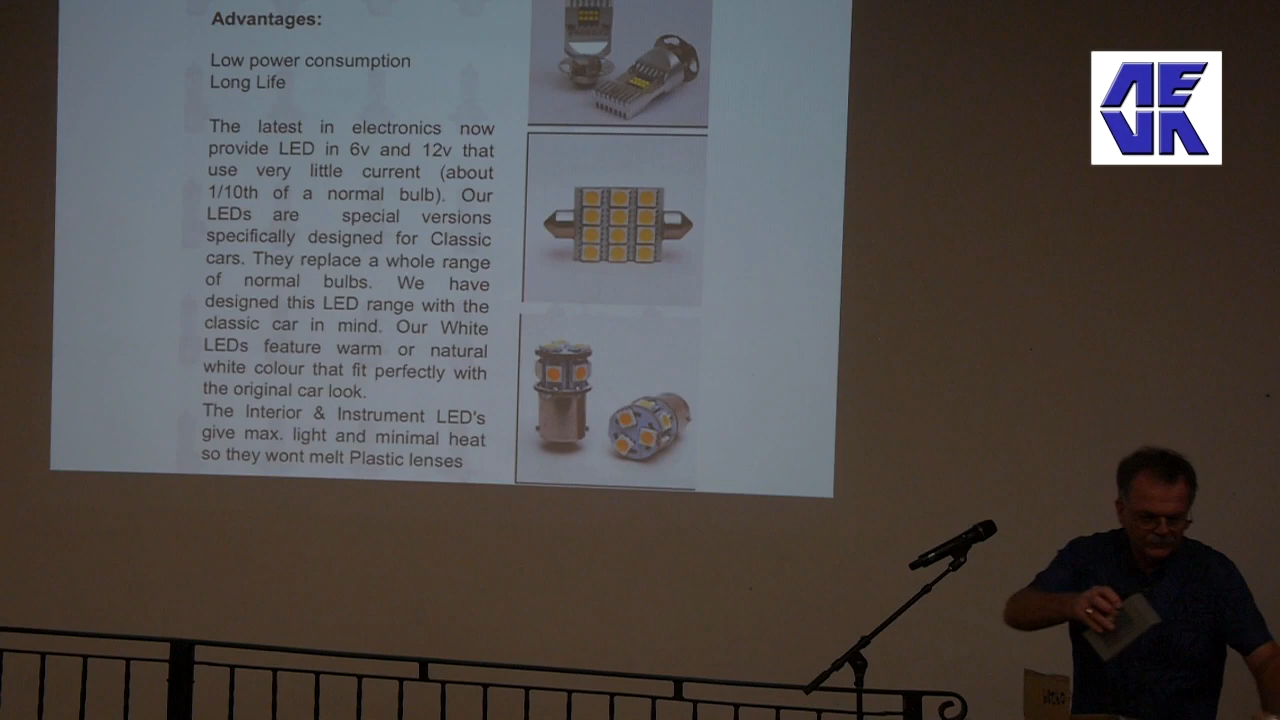 Advantages:
Low power consumption
Long Life
The latest in electronics now
provide LED in 6v and 12v that
use very little current (about
1/10th of a normal bulb). Our
LEDs are special versions
specifically designed for Classic
cars. They replace a whole range
of normal bulbs. We have
designed this LED range with the
classic car in mind. Our White
LEDs feature warm or natural
white colour that fit perfectly with
the original car look.
The Interior & Instrument LED's
give max. light and minimal heat
so they wont melt Plastic lenses